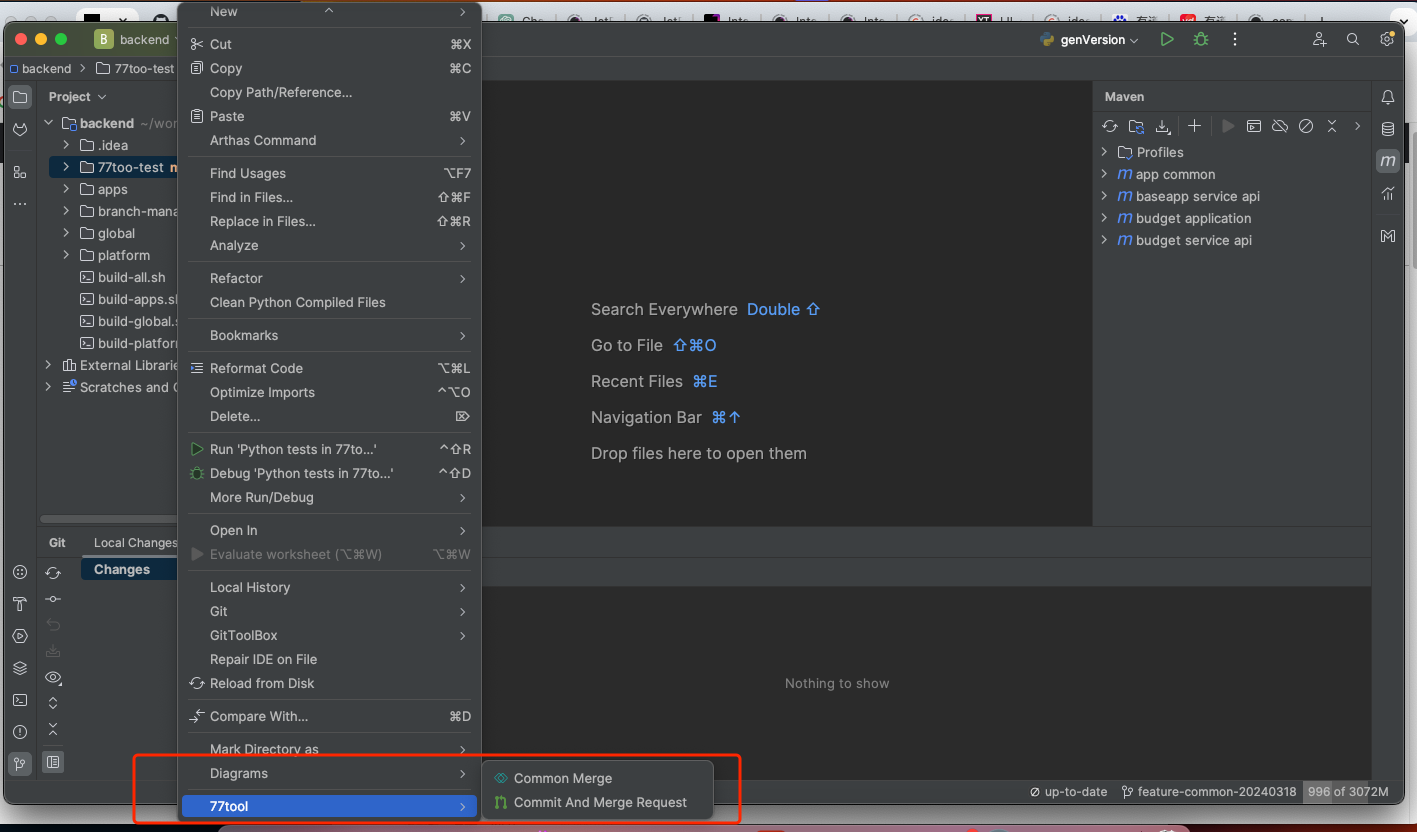 B backend
genVersion
backend
77too-test
Project
backend ~/wor
.idea
77too-test
apps
branch-mana
global
platform
build-all.sh
build-apps.sh
build-global.s
build-platforr
External Librarie
Scratches and C
New
Cut ⌘X
Copy ⌘C
Copy Path/Reference...
Paste ⌘V
Arthas Command
Find Usages ⌥F7
Find in Files... ⇧⌘F
Replace in Files... ⇧⌘R
Analyze
Refactor
Clean Python Compiled Files
Bookmarks
Reformat Code ⌥⌘L
Optimize Imports ^⌥O
Delete... ⌦
Run 'Python tests in 77to...' ^⇧R
Debug 'Python tests in 77to...' ^⇧D
More Run/Debug
Open In
Evaluate worksheet (⌥⌘W) ⌥⌘W
Local History
Git
GitToolBox
Repair IDE on File
Reload from Disk
Compare With... ⌘D
Mark Directory as
Diagrams
77tool
Common Merge
Commit And Merge Request
Search Everywhere Double ⇧
Go to File ⇧⌘O
Recent Files ⌘E
Navigation Bar ⌘↑
Drop files here to open them
Maven
Profiles
m app common
m baseapp service api
m budget application
m budget service api
m
Git
Local Changes
Changes
Nothing to show
up-to-date
feature-common-20240318
996 of 3072M